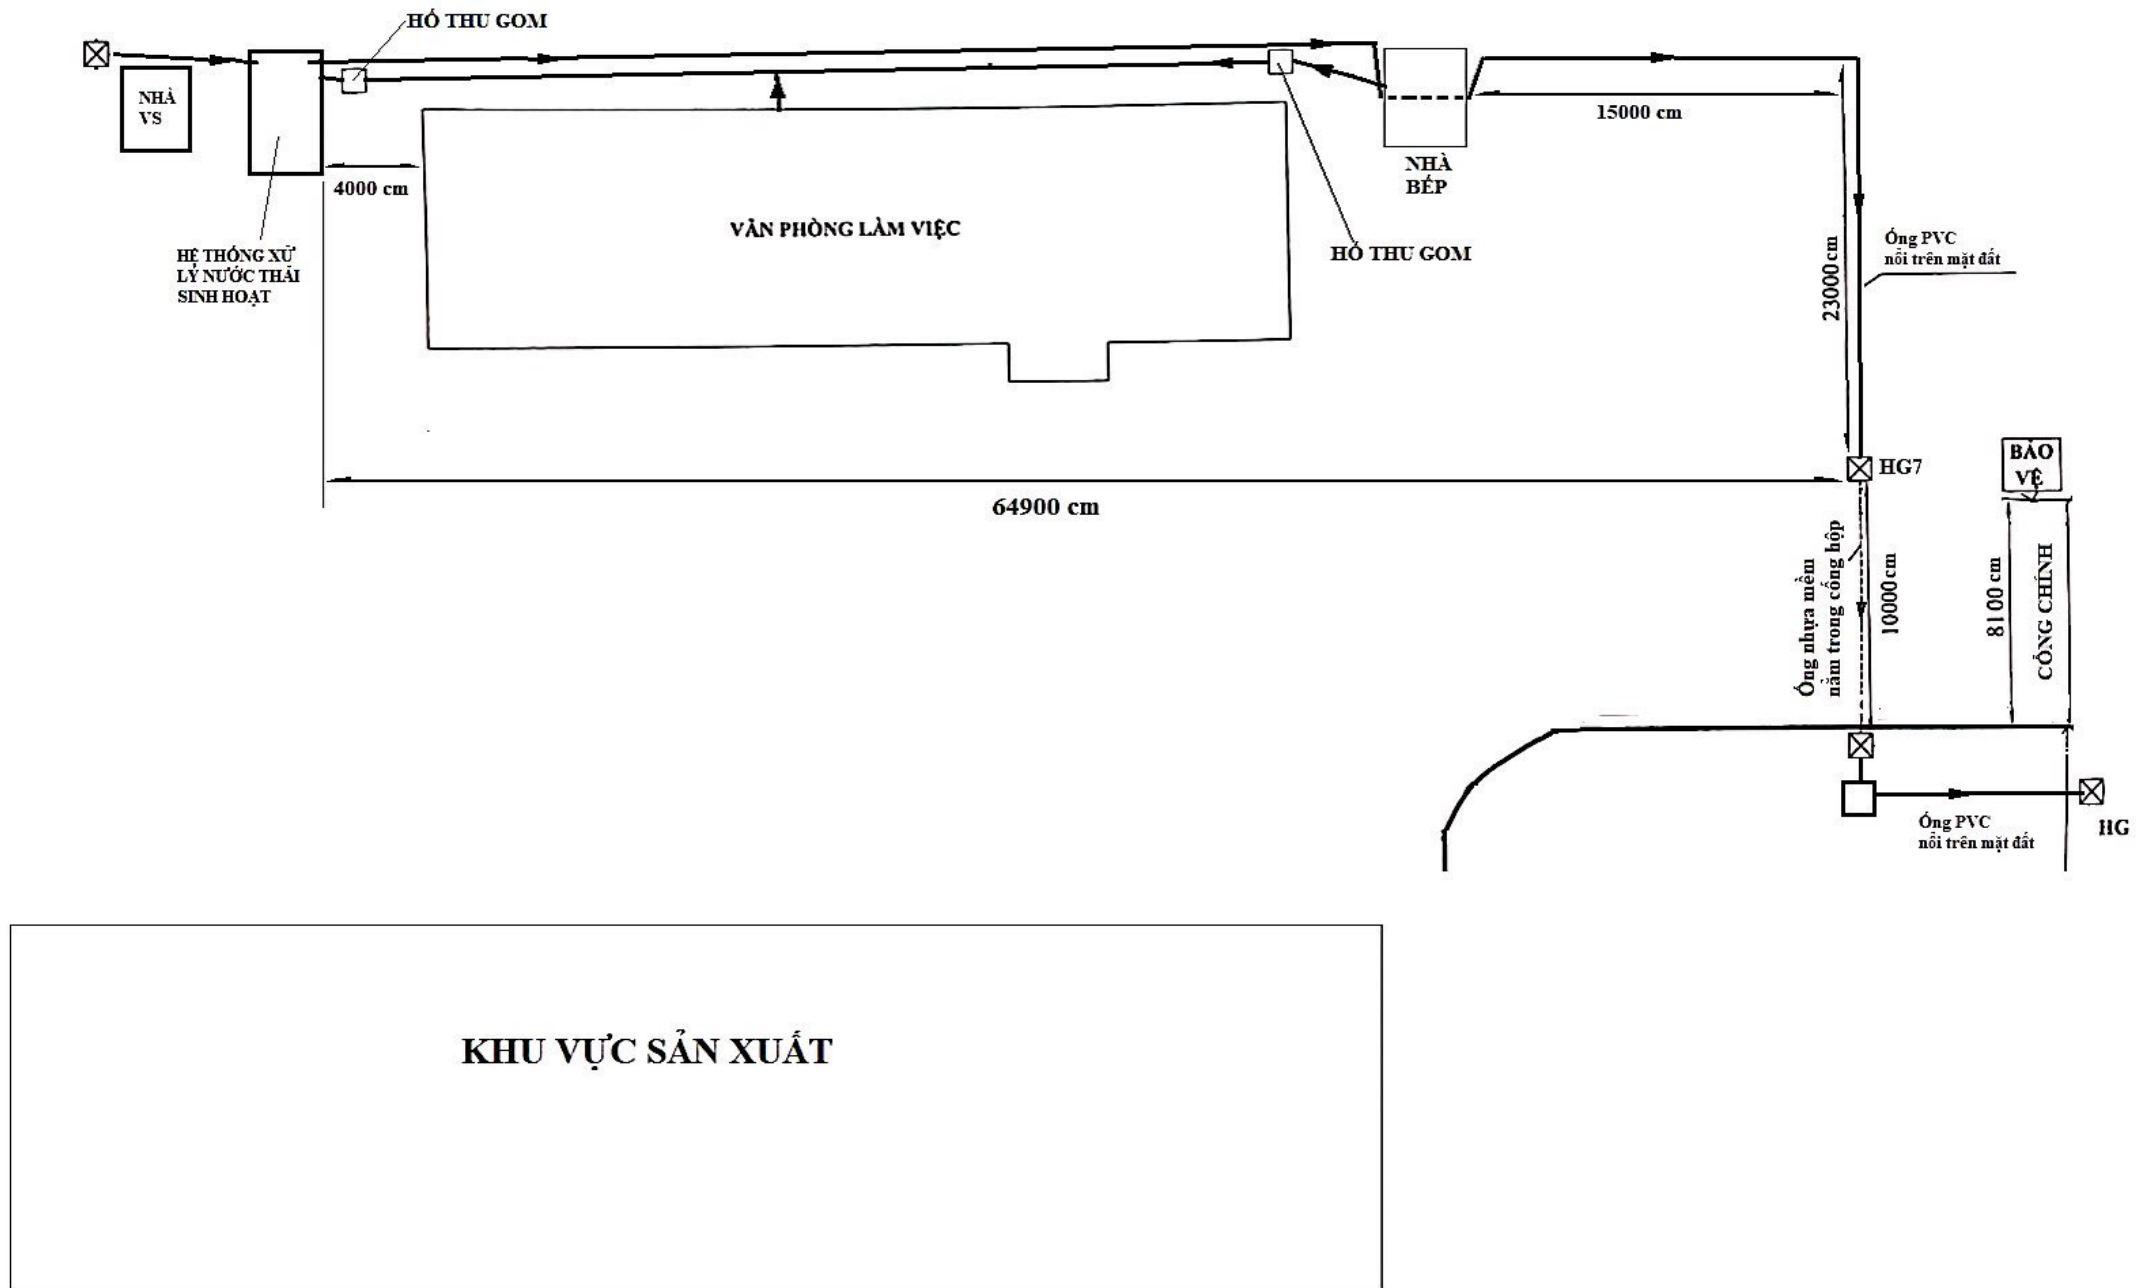 HỐ THU GOM
NHÀ
VS
15000 cm
NHÀ
BẾP
4000 cm
VĂN PHÒNG LÀM VIỆC
HỆ THỐNG XỬ
LÝ NƯỚC THẢI
SINH HOẠT
HỐ THU GOM
Ống PVC
nổi trên mặt đất
23000 cm
HG7
BẢO
VỆ
64900 cm
Ống nhựa mềm
nằm trong cống hộp
10000 cm
8100 cm
CỔNG CHÍNH
Ống PVC
nổi trên mặt đất
HG
KHU VỰC SẢN XUẤT